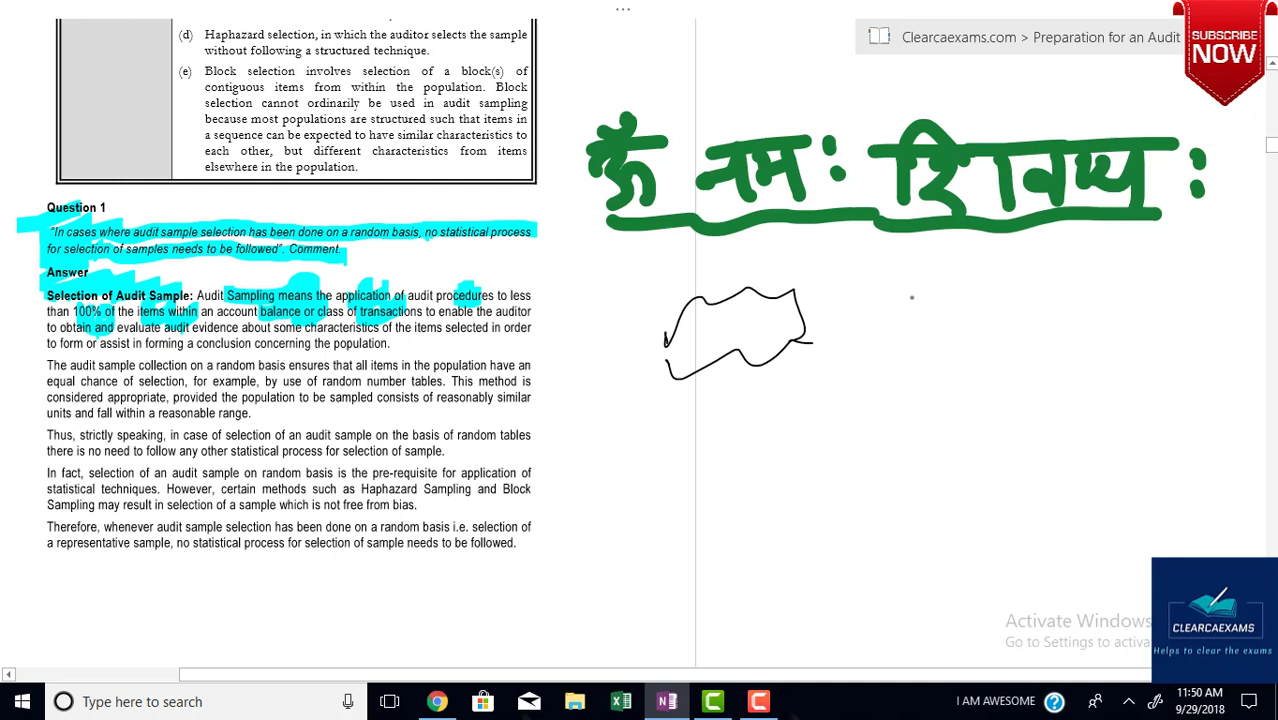 Clearcaexams.com > Preparation for an Audit
SUBSCRIBE
NOW
(d) Haphazard selection, in which the auditor selects the sample
without following a structured technique.
(e) Block selection involves selection of a block(s) of
contiguous items from within the population. Block
selection cannot ordinarily be used in audit sampling
because most populations are structured such that items in
a sequence can be expected to have similar characteristics to
each other, but different characteristics from items
elsewhere in the population.
ॐ नमः शिवाय :
Question 1
"In cases where audit sample selection has been done on a random basis, no statistical process
for selection of samples needs to be followed". Comment.
Answer
Selection of Audit Sample: Audit Sampling means the application of audit procedures to less
than 100% of the items within an account balance or class of transactions to enable the auditor
to obtain and evaluate audit evidence about some characteristics of the items selected in order
to form or assist in forming a conclusion concerning the population.
The audit sample collection on a random basis ensures that all items in the population have an
equal chance of selection, for example, by use of random number tables. This method is
considered appropriate, provided the population to be sampled consists of reasonably similar
units and fall within a reasonable range.
Thus, strictly speaking, in case of selection of an audit sample on the basis of random tables
there is no need to follow any other statistical process for selection of sample.
In fact, selection of an audit sample on random basis is the pre-requisite for application of
statistical techniques. However, certain methods such as Haphazard Sampling and Block
Sampling may result in selection of a sample which is not free from bias.
Therefore, whenever audit sample selection has been done on a random basis i.e. selection of
a representative sample, no statistical process for selection of sample needs to be followed.
Activate Windows
Go to Settings to activa
CLEARCAEXAMS
Helps to clear the exams
Type here to search
I AM AWESOME
11:50 AM
9/29/2018